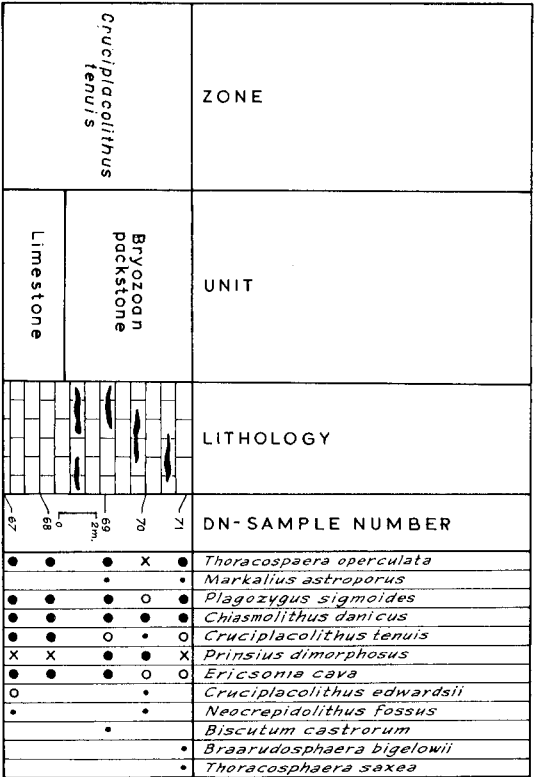 Cruciplacolithus
tenuis
ZONE
Limestone
Bryozoan
packstone
UNIT
LITHOLOGY
67 68 69 70 71
0 2m.
DN-SAMPLE NUMBER
● ● ● x ● Thoracospaera operculata
• • Markalius astroporus
● ● ● o ● Plagozygus sigmoides
● ● ● ● ● Chiasmolithus danicus
● ● o • o Cruciplacolithus tenuis
x x ● ● x Prinsius dimorphosus
● ● ● o o Ericsonia cava
o • Cruciplacolithus edwardsii
• • Neocrepidolithus fossus
• Biscutum castrorum
• Braarudosphaera bigelowii
• Thoracosphaera saxea